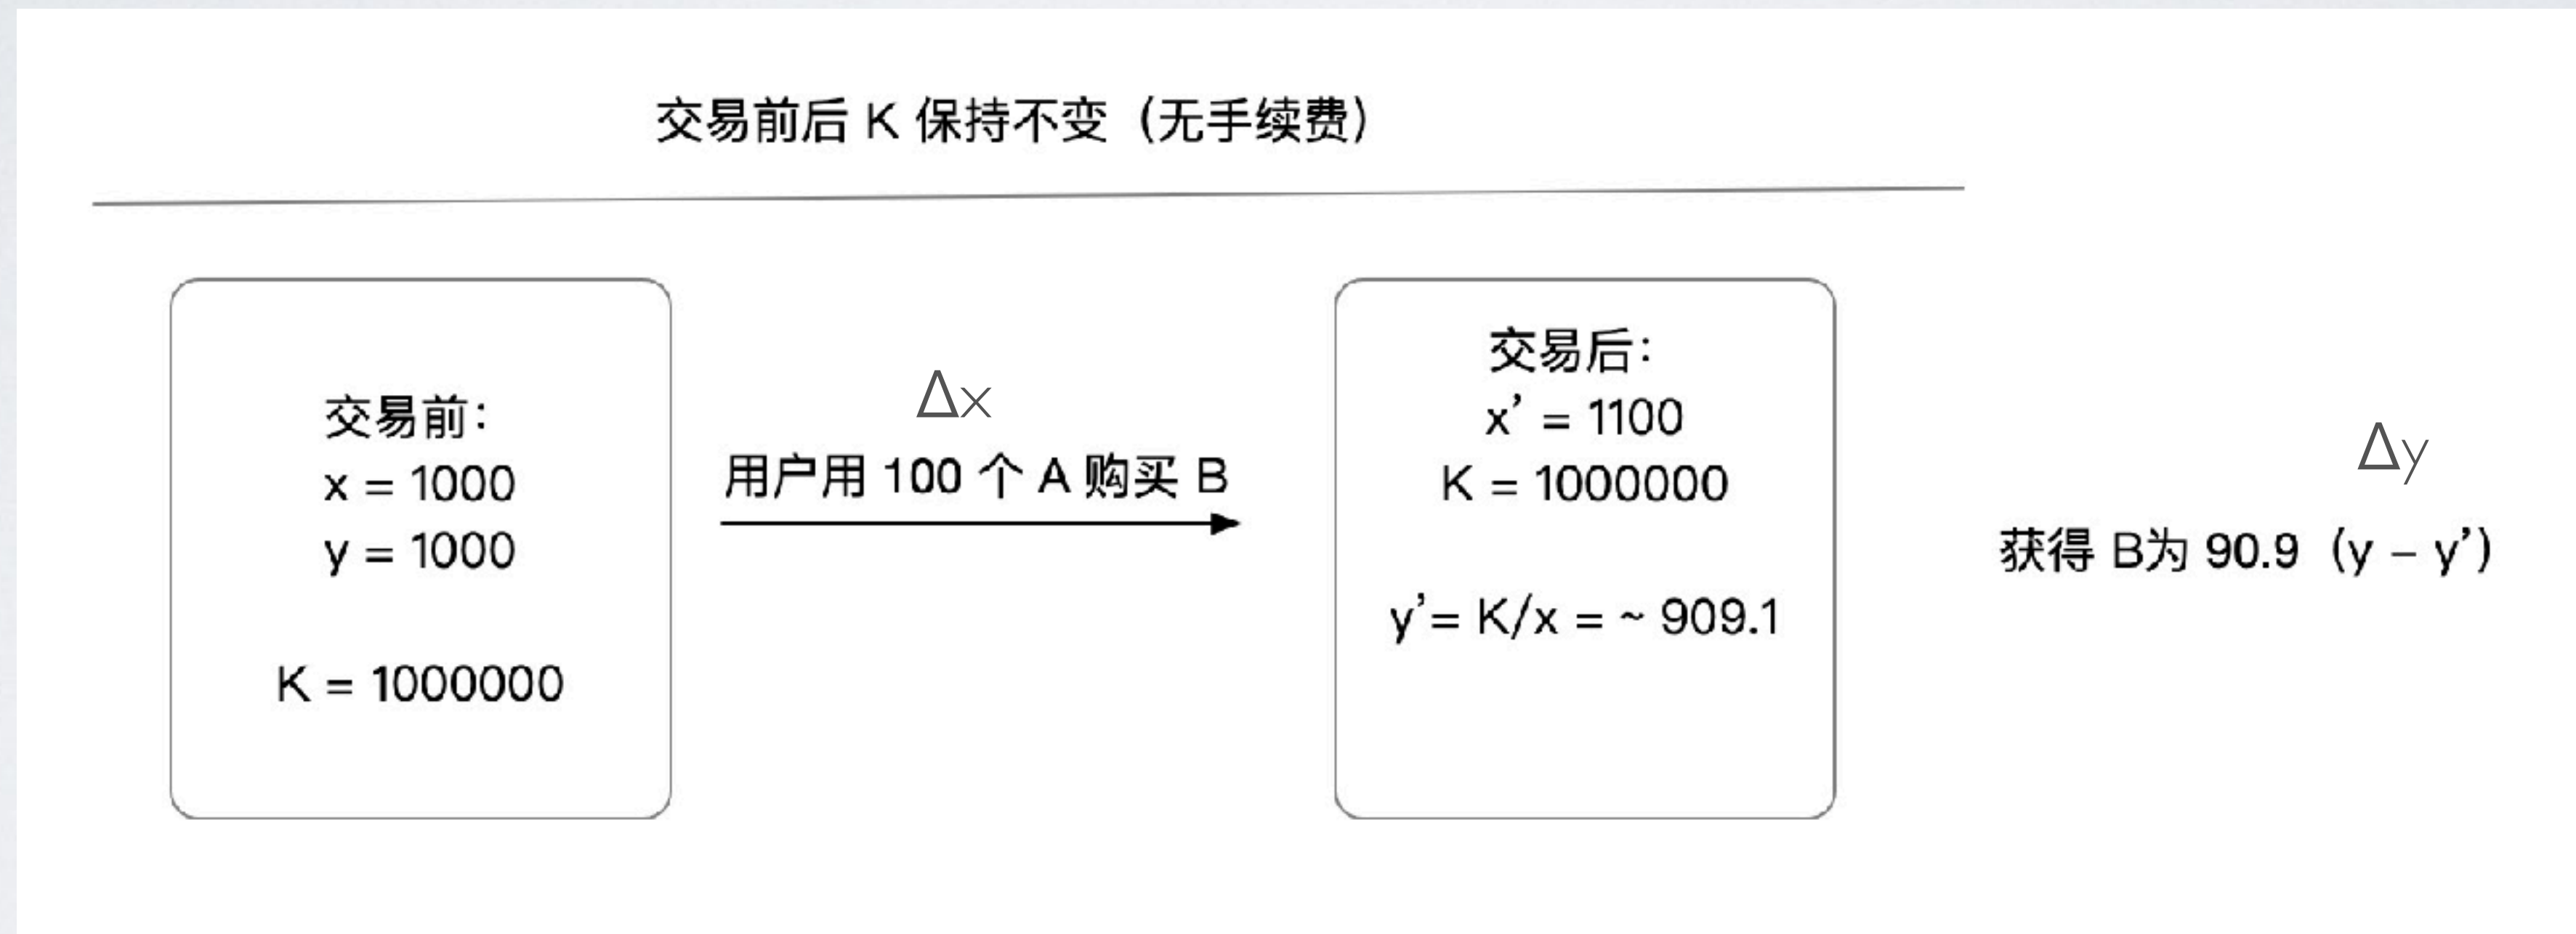 交易前后 K 保持不变（无手续费）
交易前：
x = 1000
y = 1000
K = 1000000
Δx
用户用 100 个 A 购买 B
交易后：
x’ = 1100
K = 1000000
y’= K/x = ~ 909.1
Δy
获得 B为 90.9（y – y’）